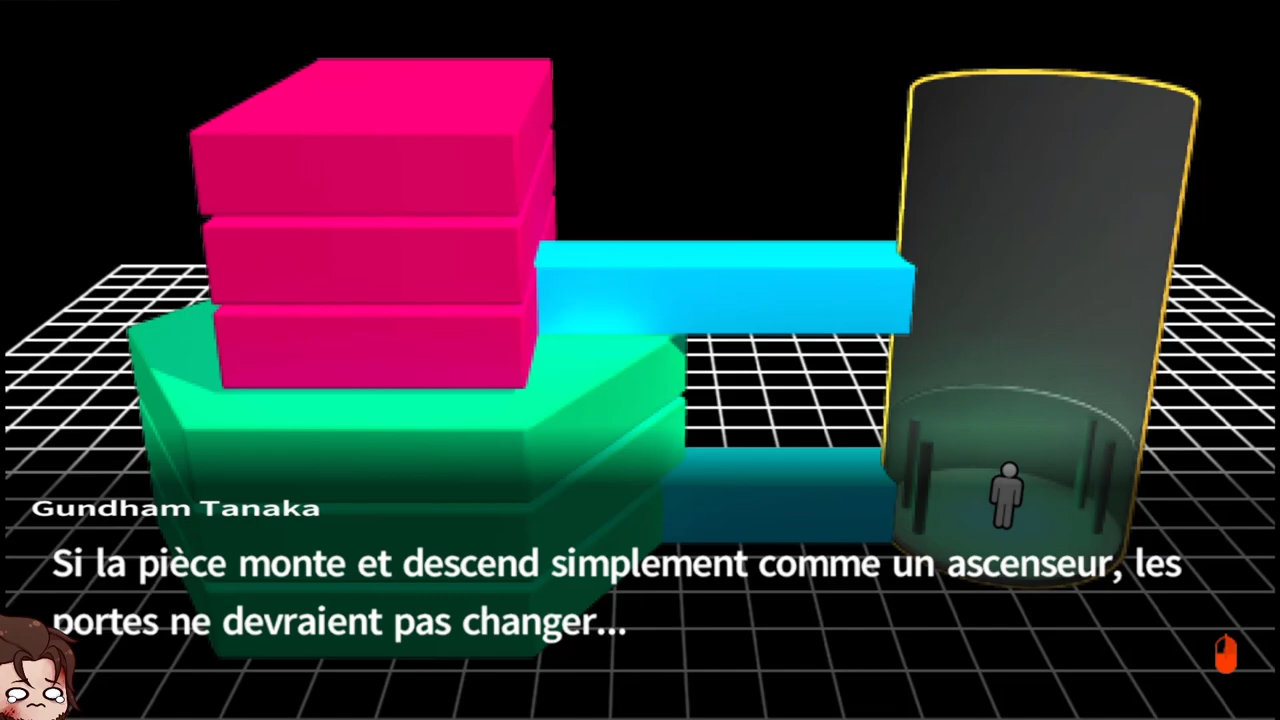 Gundham Tanaka
Si la pièce monte et descend simplement comme un ascenseur, les
portes ne devraient pas changer...